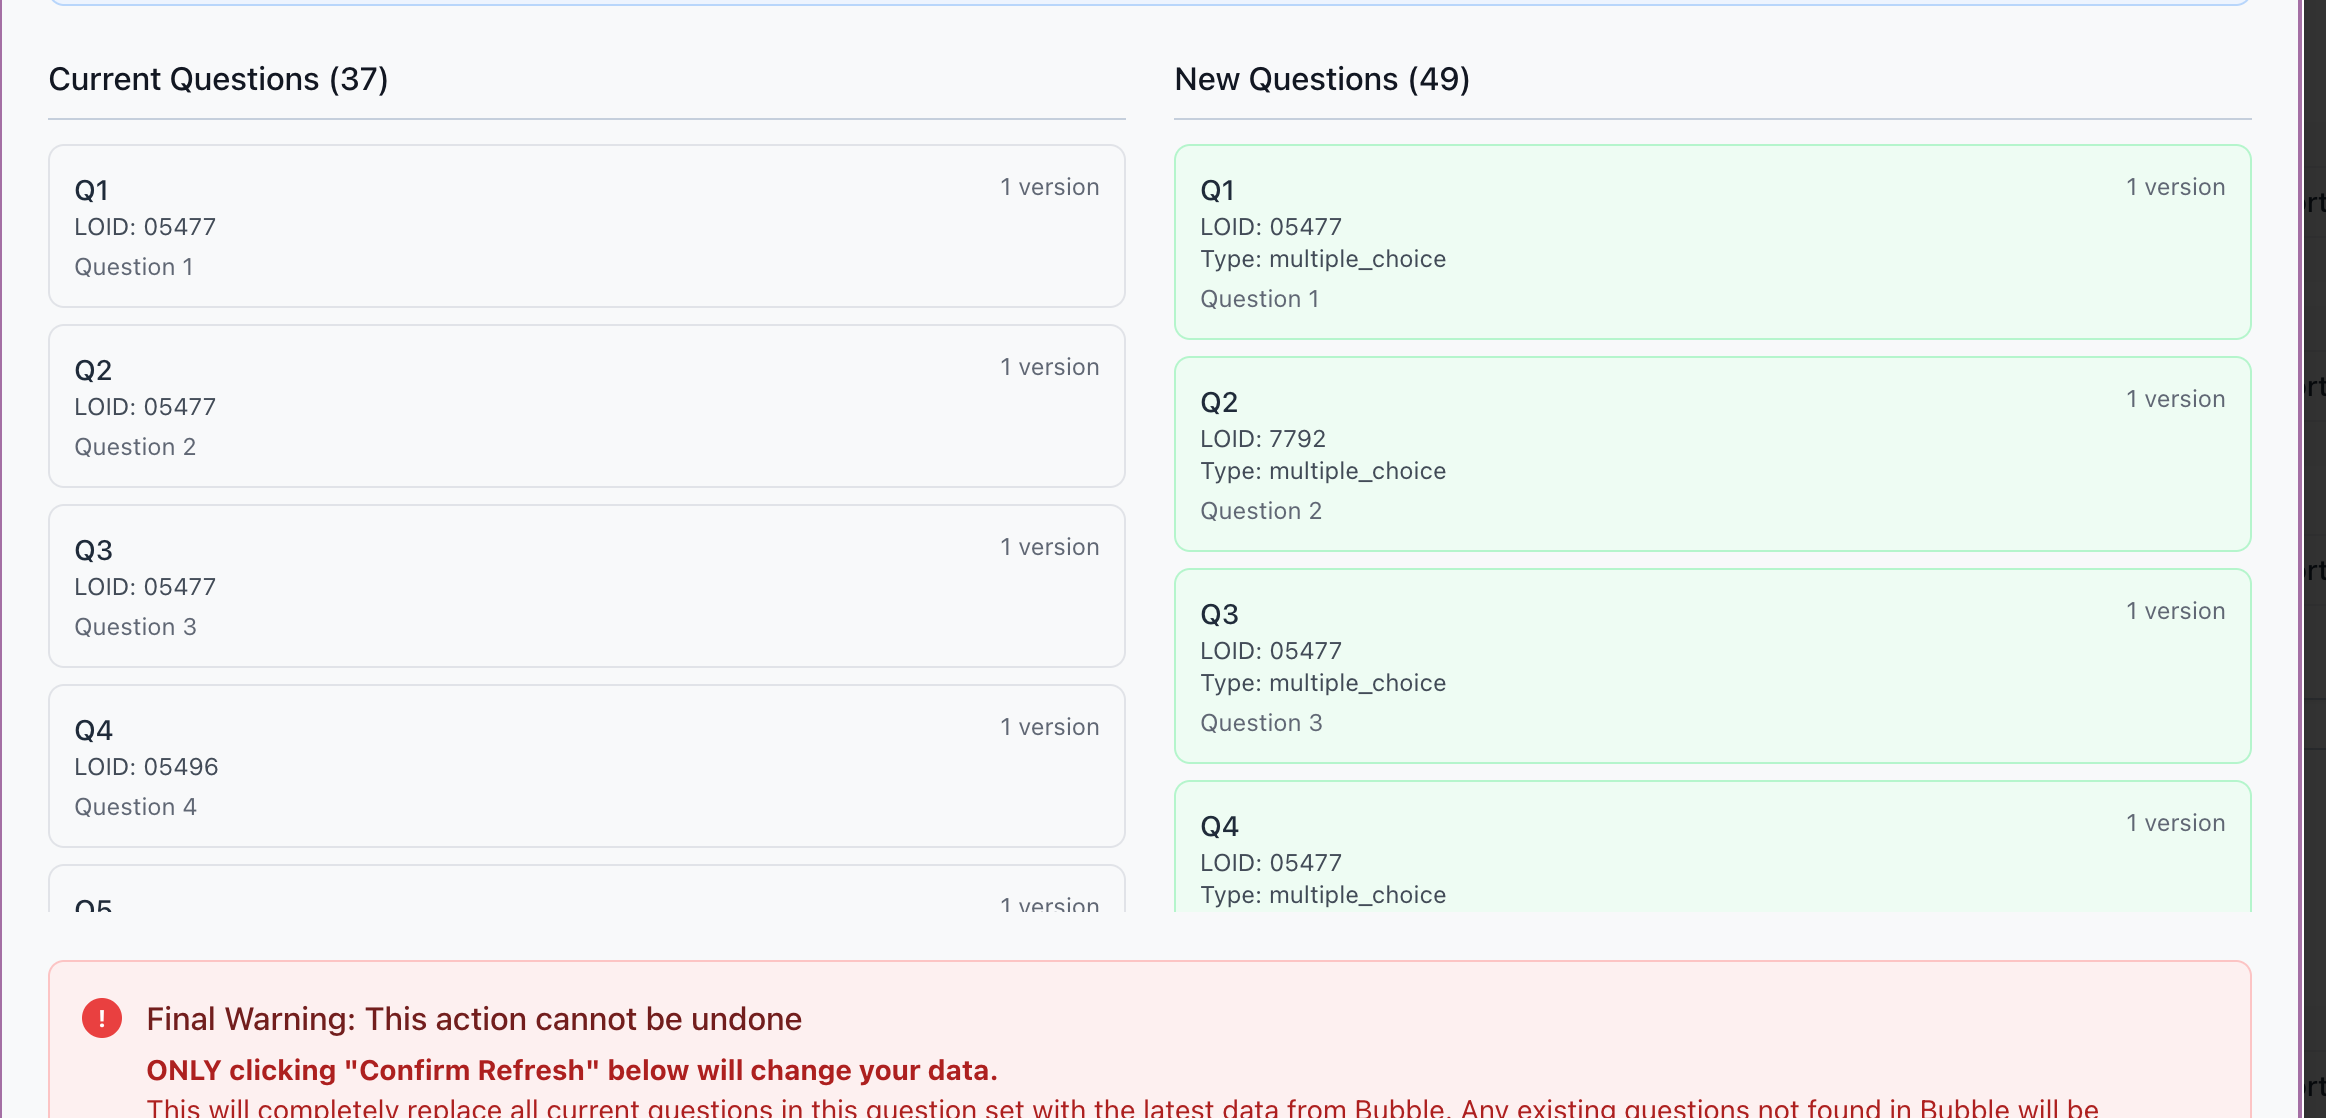 Current Questions (37)
Q1
1 version
LOID: 05477
Question 1
Q2
1 version
LOID: 05477
Question 2
Q3
1 version
LOID: 05477
Question 3
Q4
1 version
LOID: 05496
Question 4
Q5
1 version
New Questions (49)
Q1
1 version
LOID: 05477
Type: multiple_choice
Question 1
Q2
1 version
LOID: 7792
Type: multiple_choice
Question 2
Q3
1 version
LOID: 05477
Type: multiple_choice
Question 3
Q4
1 version
LOID: 05477
Type: multiple_choice
! Final Warning: This action cannot be undone
ONLY clicking "Confirm Refresh" below will change your data.
This will completely replace all current questions in this question set with the latest data from Bubble. Any existing questions not found in Bubble will be